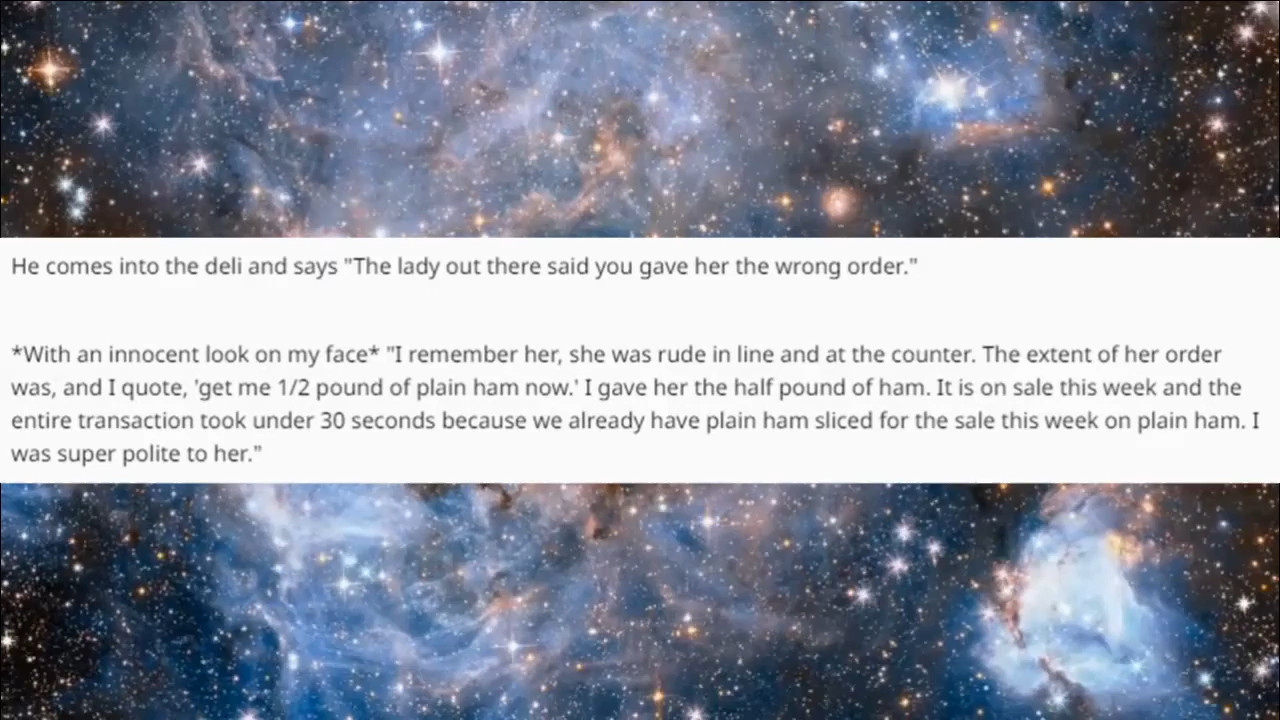 He comes into the deli and says "The lady out there said you gave her the wrong order."
*With an innocent look on my face* "I remember her, she was rude in line and at the counter. The extent of her order
was, and I quote, 'get me 1/2 pound of plain ham now.' I gave her the half pound of ham. It is on sale this week and the
entire transaction took under 30 seconds because we already have plain ham sliced for the sale this week on plain ham. I
was super polite to her."